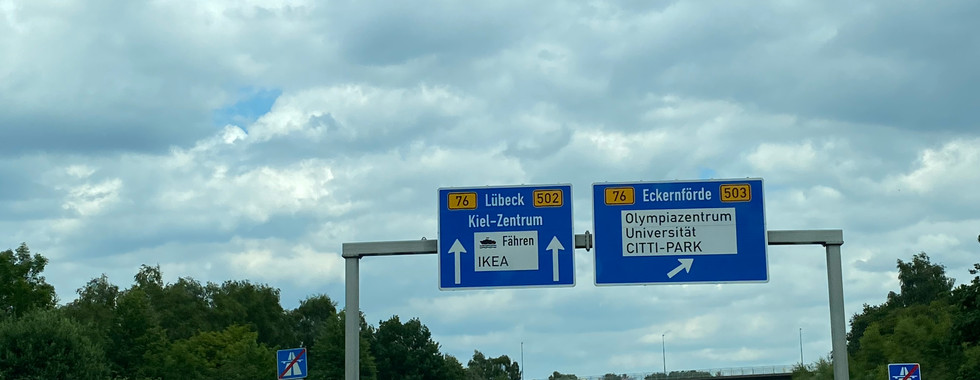 76 Lübeck 502
Kiel-Zentrum
Fähren
IKEA
76 Eckernförde 503
Olympiazentrum
Universität
CITTI-PARK